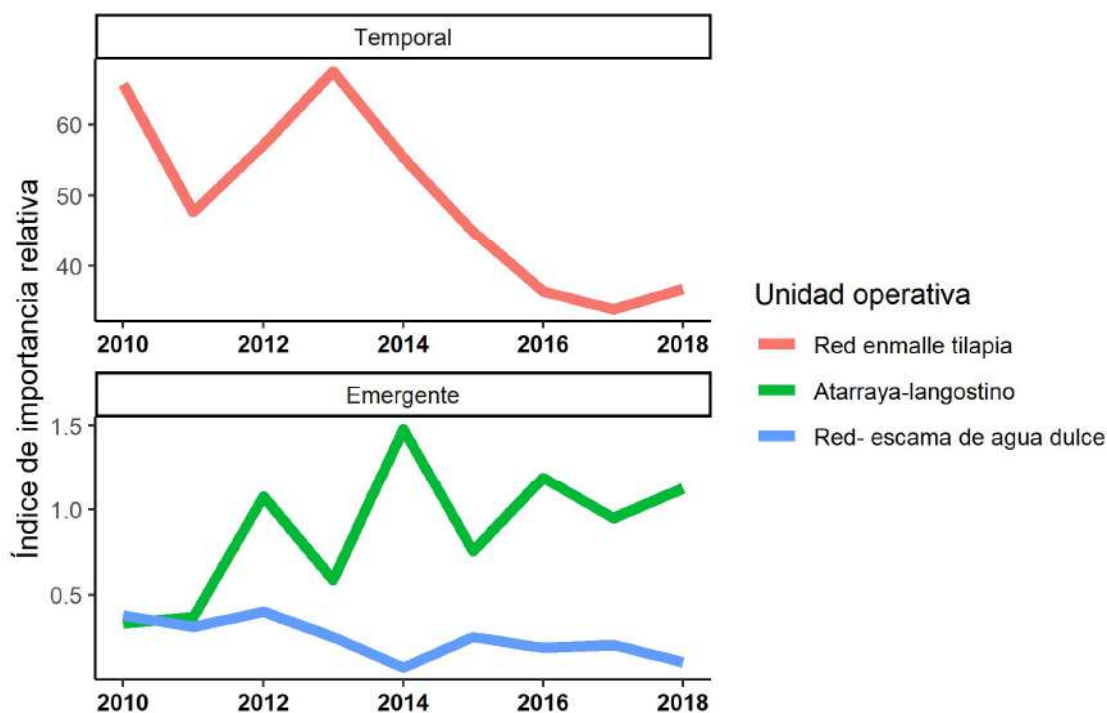 Temporal
60
50
40
2010 2012 2014 2016 2018
Índice de importancia relativa
Emergente
1.5
1.0
0.5
2010 2012 2014 2016 2018
Unidad operativa
Red enmalle tilapia
Atarraya-langostino
Red- escama de agua dulce